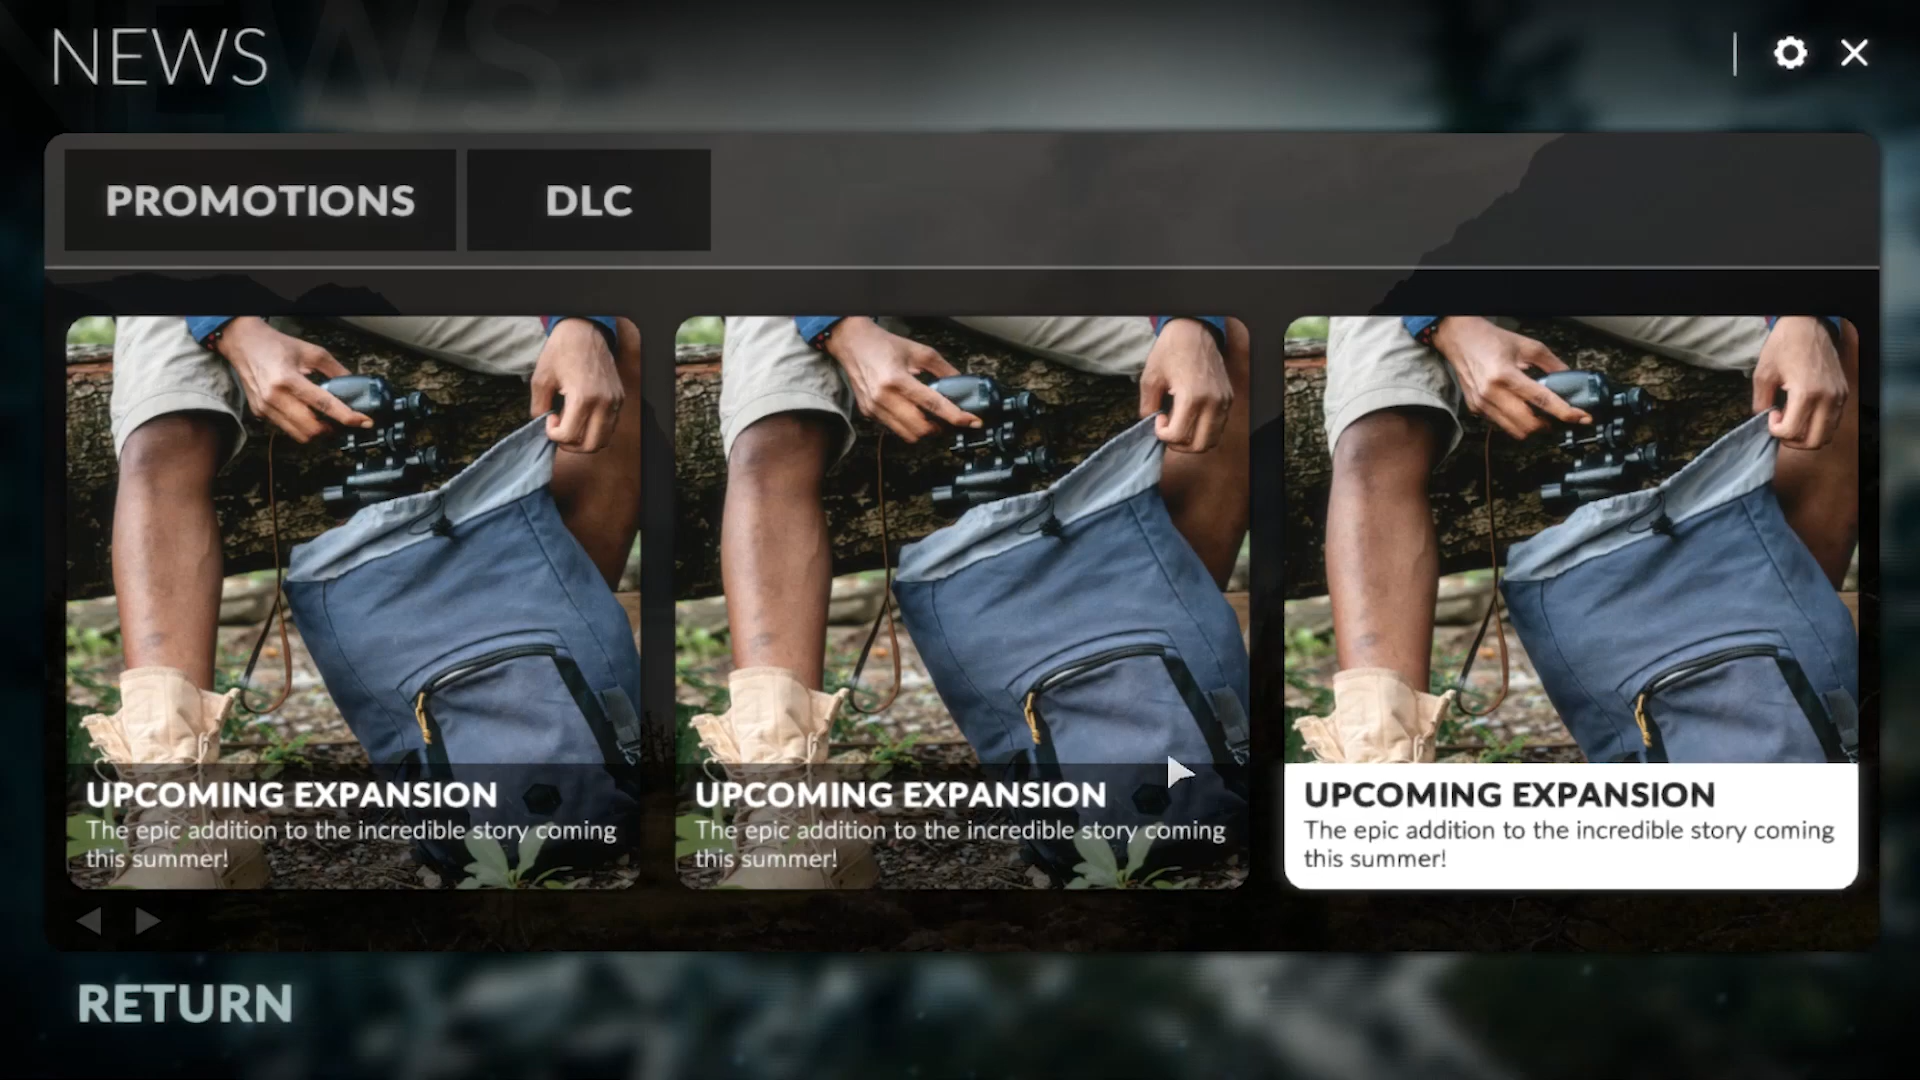 NEWS
PROMOTIONS
DLC
UPCOMING EXPANSION
The epic addition to the incredible story coming
this summer!
UPCOMING EXPANSION
The epic addition to the incredible story coming
this summer!
UPCOMING EXPANSION
The epic addition to the incredible story coming
this summer!
RETURN